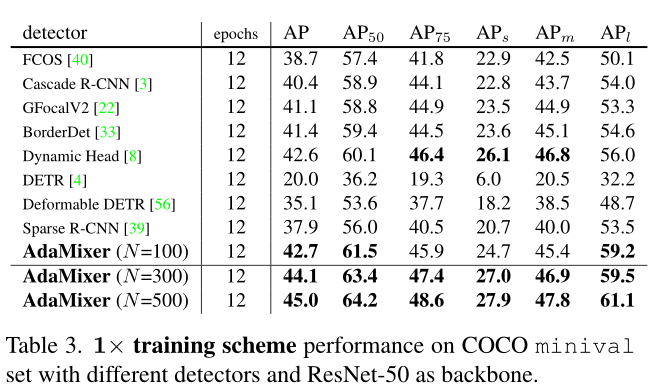 detector epochs AP AP50 AP75 APs APm APl
FCOS [40] 12 38.7 57.4 41.8 22.9 42.5 50.1
Cascade R-CNN [3] 12 40.4 58.9 44.1 22.8 43.7 54.0
GFocalV2 [22] 12 41.1 58.8 44.9 23.5 44.9 53.3
BorderDet [33] 12 41.4 59.4 44.5 23.6 45.1 54.6
Dynamic Head [8] 12 42.6 60.1 46.4 26.1 46.8 56.0
DETR [4] 12 20.0 36.2 19.3 6.0 20.5 32.2
Deformable DETR [56] 12 35.1 53.6 37.7 18.2 38.5 48.7
Sparse R-CNN [39] 12 37.9 56.0 40.5 20.7 40.0 53.5
AdaMixer (N=100) 12 42.7 61.5 45.9 24.7 45.4 59.2
AdaMixer (N=300) 12 44.1 63.4 47.4 27.0 46.9 59.5
AdaMixer (N=500) 12 45.0 64.2 48.6 27.9 47.8 61.1
Table 3. 1× training scheme performance on COCO minival
set with different detectors and ResNet-50 as backbone.